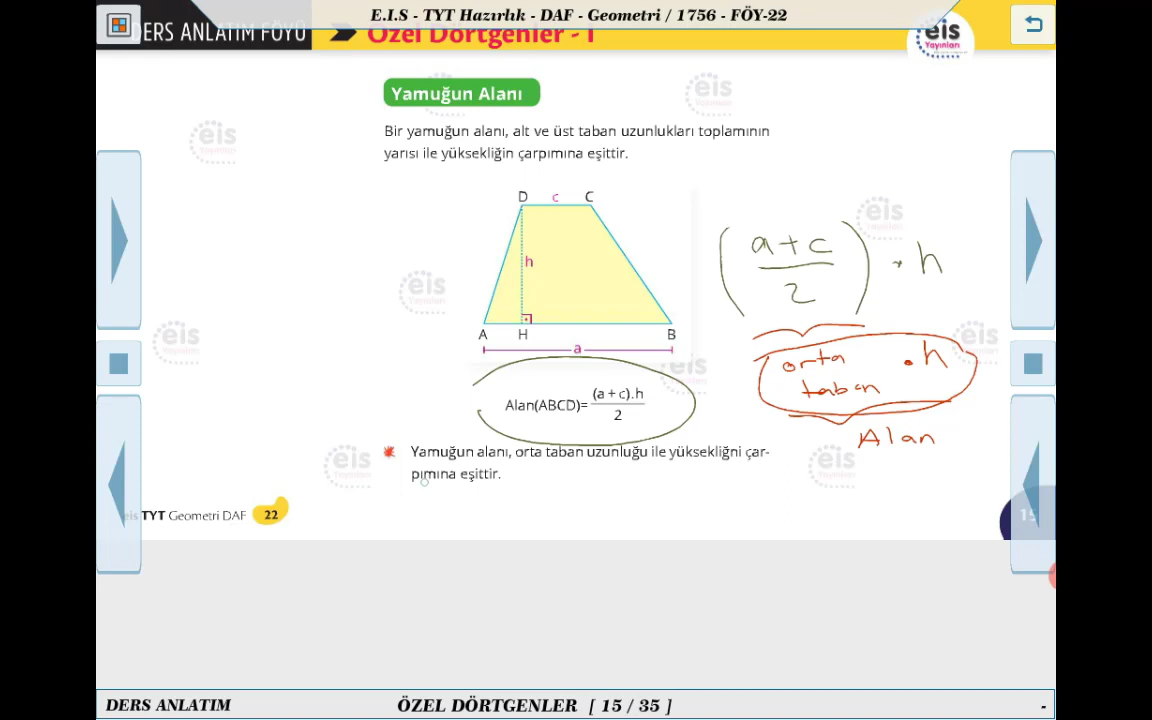 E.I.S - TYT Hazırlık - DAF - Geometri / 1756 - FÖY-22
DERS ANLATIM FÖYÜ
Özel Dörtgenler - I
eis
Yayınları
Yamuğun Alanı
Bir yamuğun alanı, alt ve üst taban uzunlukları toplamının
yarısı ile yüksekliğin çarpımına eşittir.
D c C
h
A H B
a
(a + c / 2) . h
orta taban . h
Alan
Alan(ABCD)= (a + c).h / 2
Yamuğun alanı, orta taban uzunluğu ile yüksekliğni çar-
pımına eşittir.
eis TYT Geometri DAF 22
15
DERS ANLATIM
ÖZEL DÖRTGENLER [ 15 / 35 ]
-